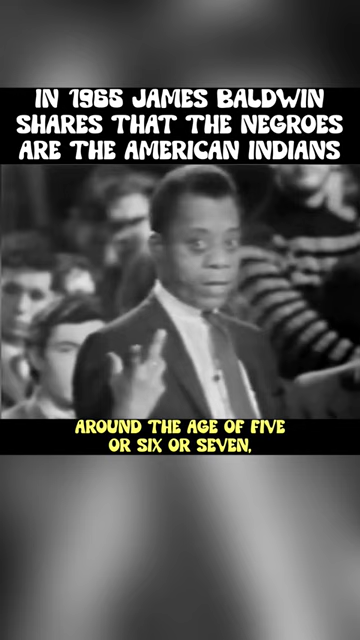 IN 1965 JAMES BALDWIN
SHARES THAT THE NEGROES
ARE THE AMERICAN INDIANS
AROUND THE AGE OF FIVE
OR SIX OR SEVEN,